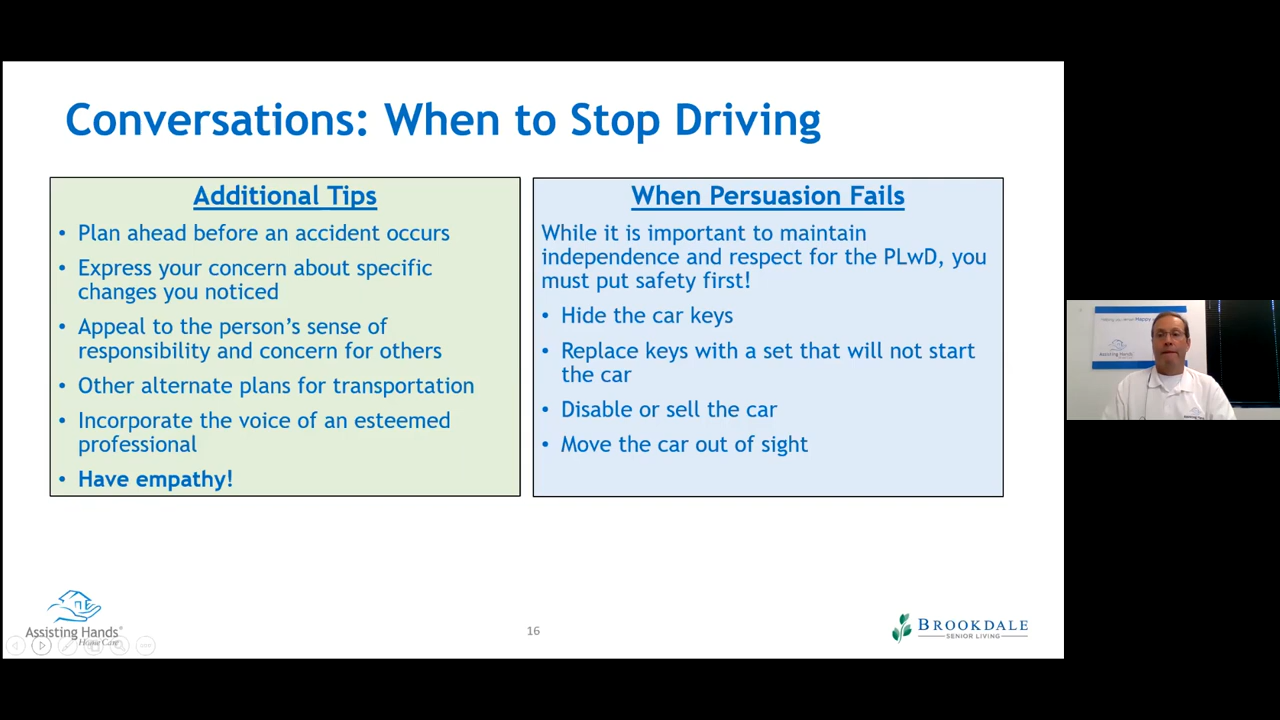 Conversations: When to Stop Driving
Additional Tips
• Plan ahead before an accident occurs
• Express your concern about specific
changes you noticed
• Appeal to the person's sense of
responsibility and concern for others
• Other alternate plans for transportation
• Incorporate the voice of an esteemed
professional
• Have empathy!
When Persuasion Fails
While it is important to maintain
independence and respect for the PLwD, you
must put safety first!
• Hide the car keys
• Replace keys with a set that will not start
the car
• Disable or sell the car
• Move the car out of sight
Assisting Hands®
Home Care
16
BROOKDALE
SENIOR LIVING
Assisting Hands